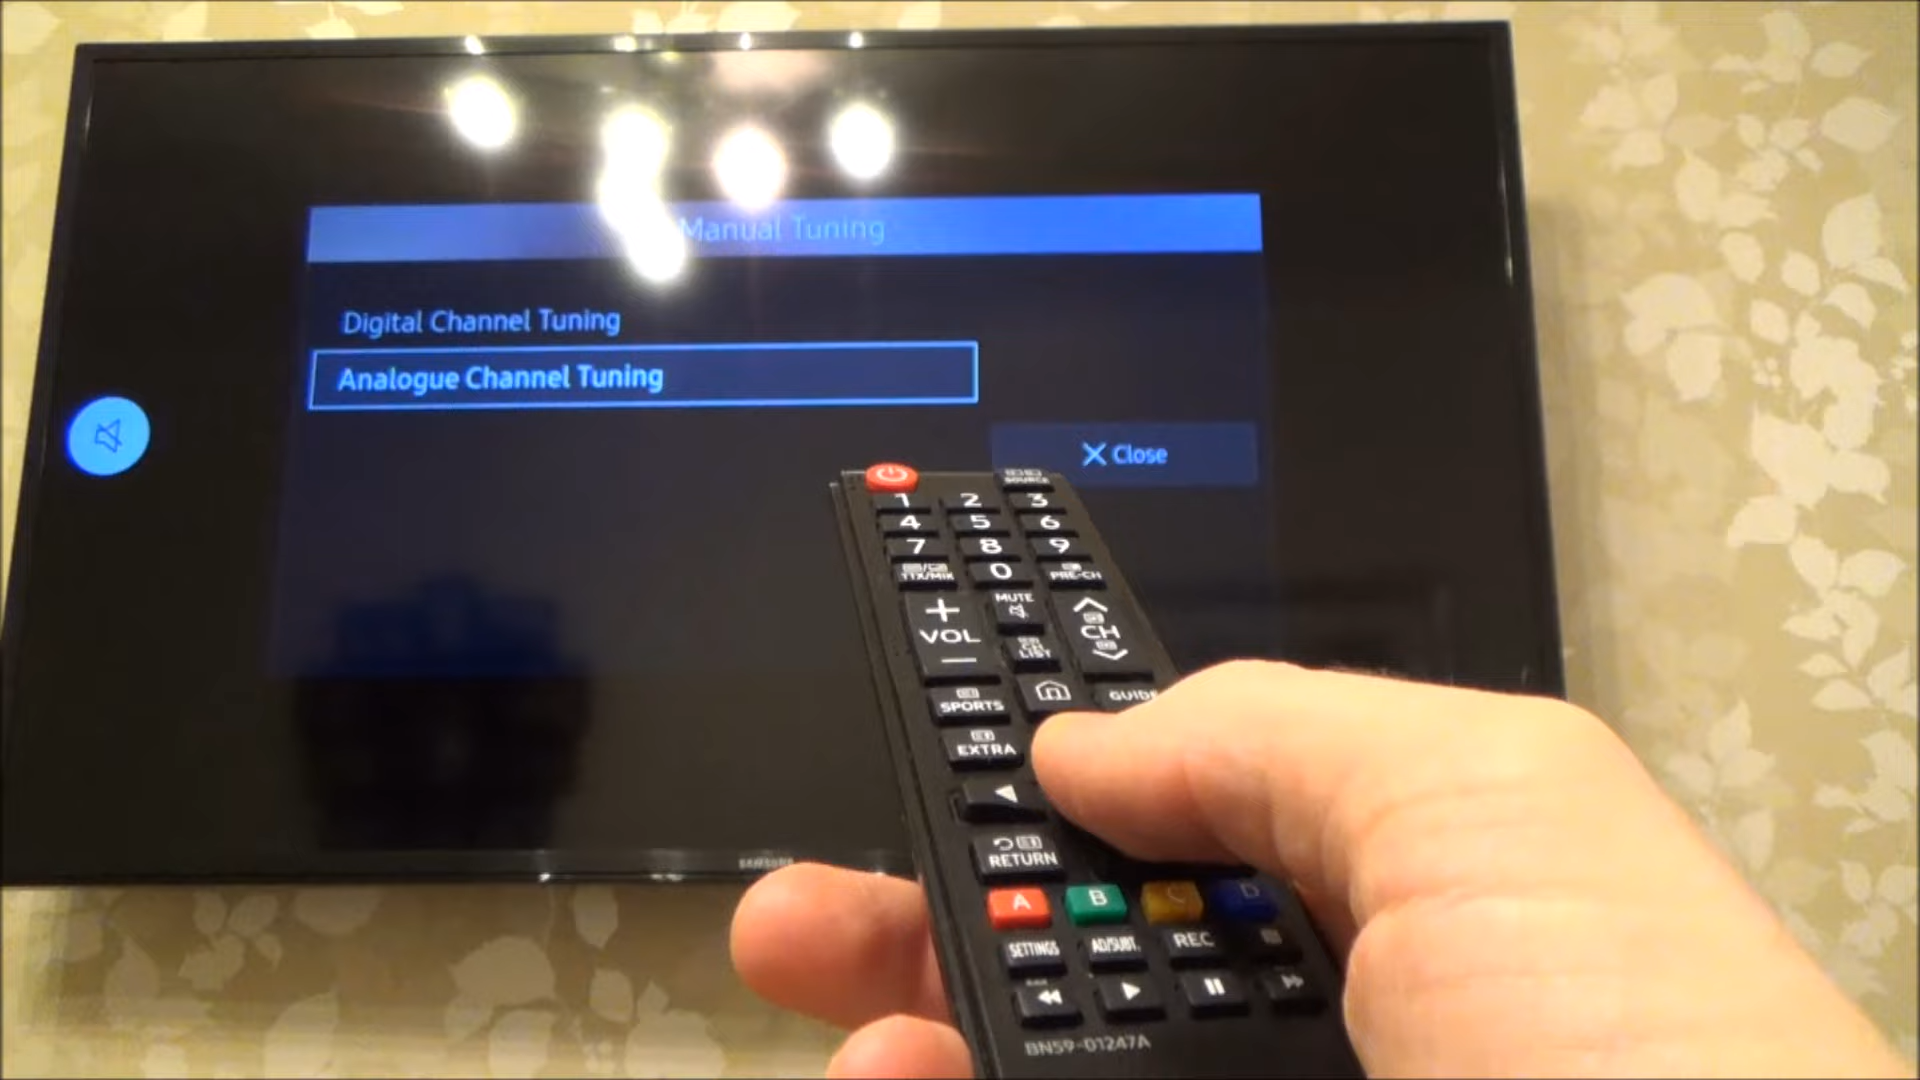 Manual Tuning
Digital Channel Tuning
Analogue Channel Tuning
Close
SOURCE
1 2 3
4 5 6
7 8 9
TTX/MIX 0 PRE-CH
MUTE
+
VOL
—
CH
CH LIST
SPORTS
GUIDE
EXTRA
RETURN
A B C D
SETTINGS AD/SUBT. REC
BN59-01247A
SAMSUNG